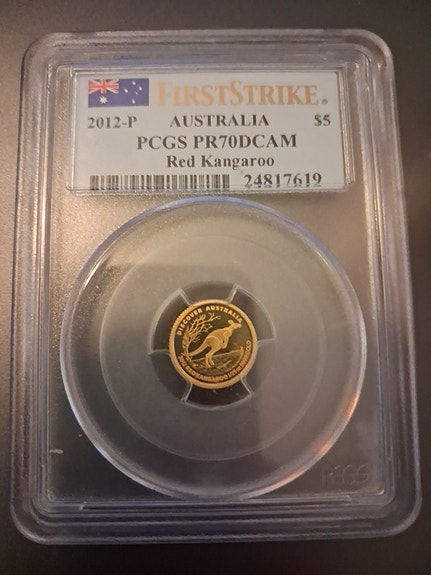 FIRSTSTRIKE®
2012-P AUSTRALIA $5
PCGS PR70DCAM
Red Kangaroo
24817619
DISCOVER AUSTRALIA
PCGS